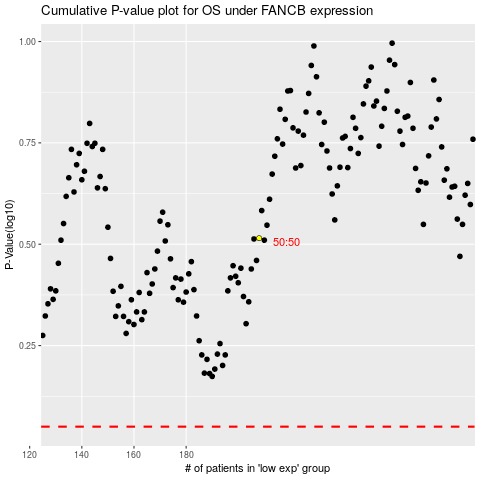 Cumulative P-value plot for OS under FANCB expression
P-Value(log10)
1.00
0.75
0.50
0.25
50:50
120 140 160 180
# of patients in 'low exp' group